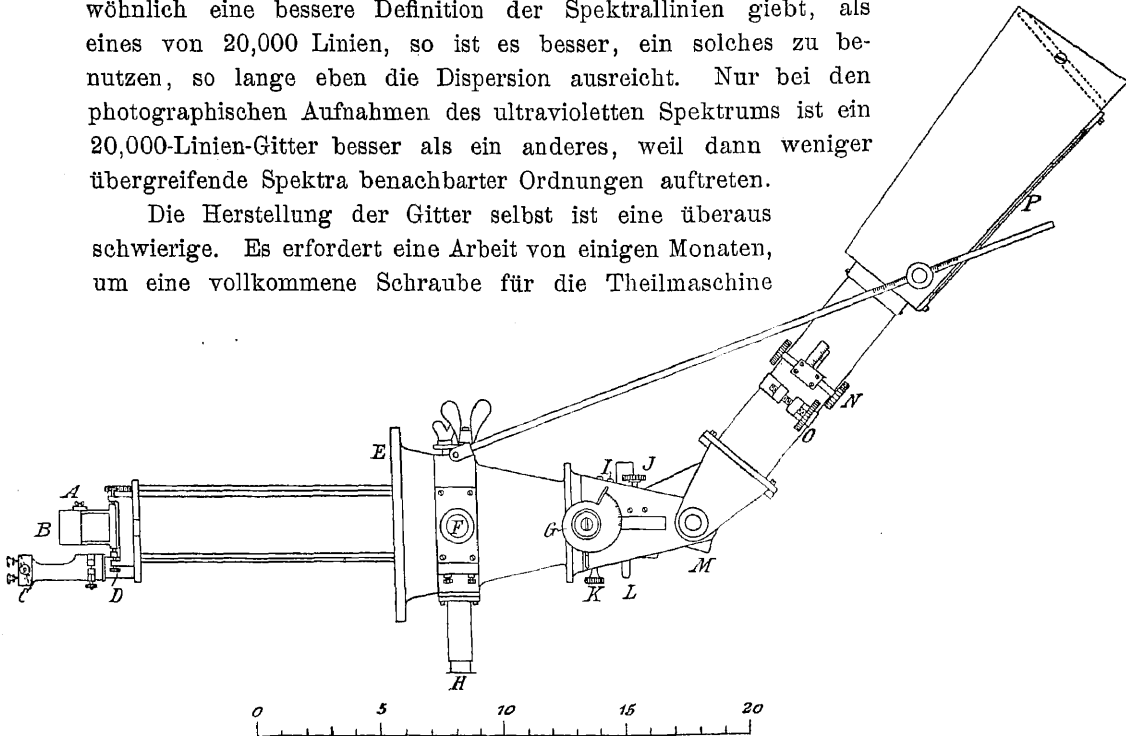 wöhnlich eine bessere Definition der Spektrallinien giebt, als
eines von 20,000 Linien, so ist es besser, ein solches zu be-
nutzen, so lange eben die Dispersion ausreicht. Nur bei den
photographischen Aufnahmen des ultravioletten Spektrums ist ein
20,000-Linien-Gitter besser als ein anderes, weil dann weniger
übergreifende Spektra benachbarter Ordnungen auftreten.
Die Herstellung der Gitter selbst ist eine überaus
schwierige. Es erfordert eine Arbeit von einigen Monaten,
um eine vollkommene Schraube für die Theilmaschine
P
N
O
E
I J
A
B
F
G
M
C
D
K L
H
0 5 10 15 20